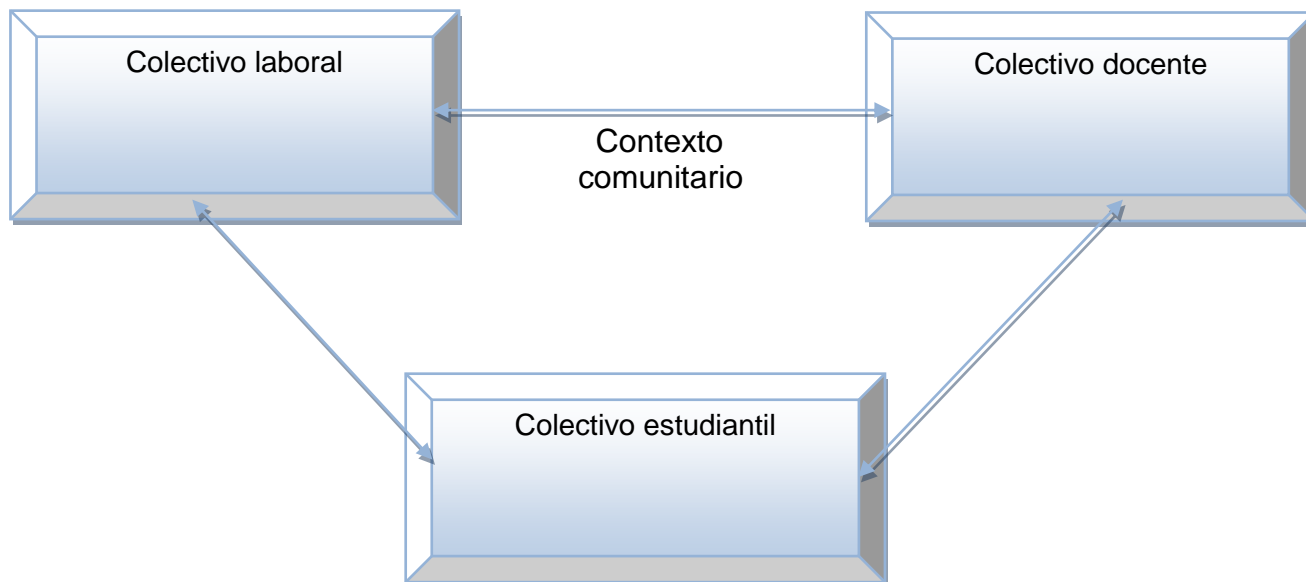 Colectivo laboral
Colectivo docente
Contexto
comunitario
Colectivo estudiantil